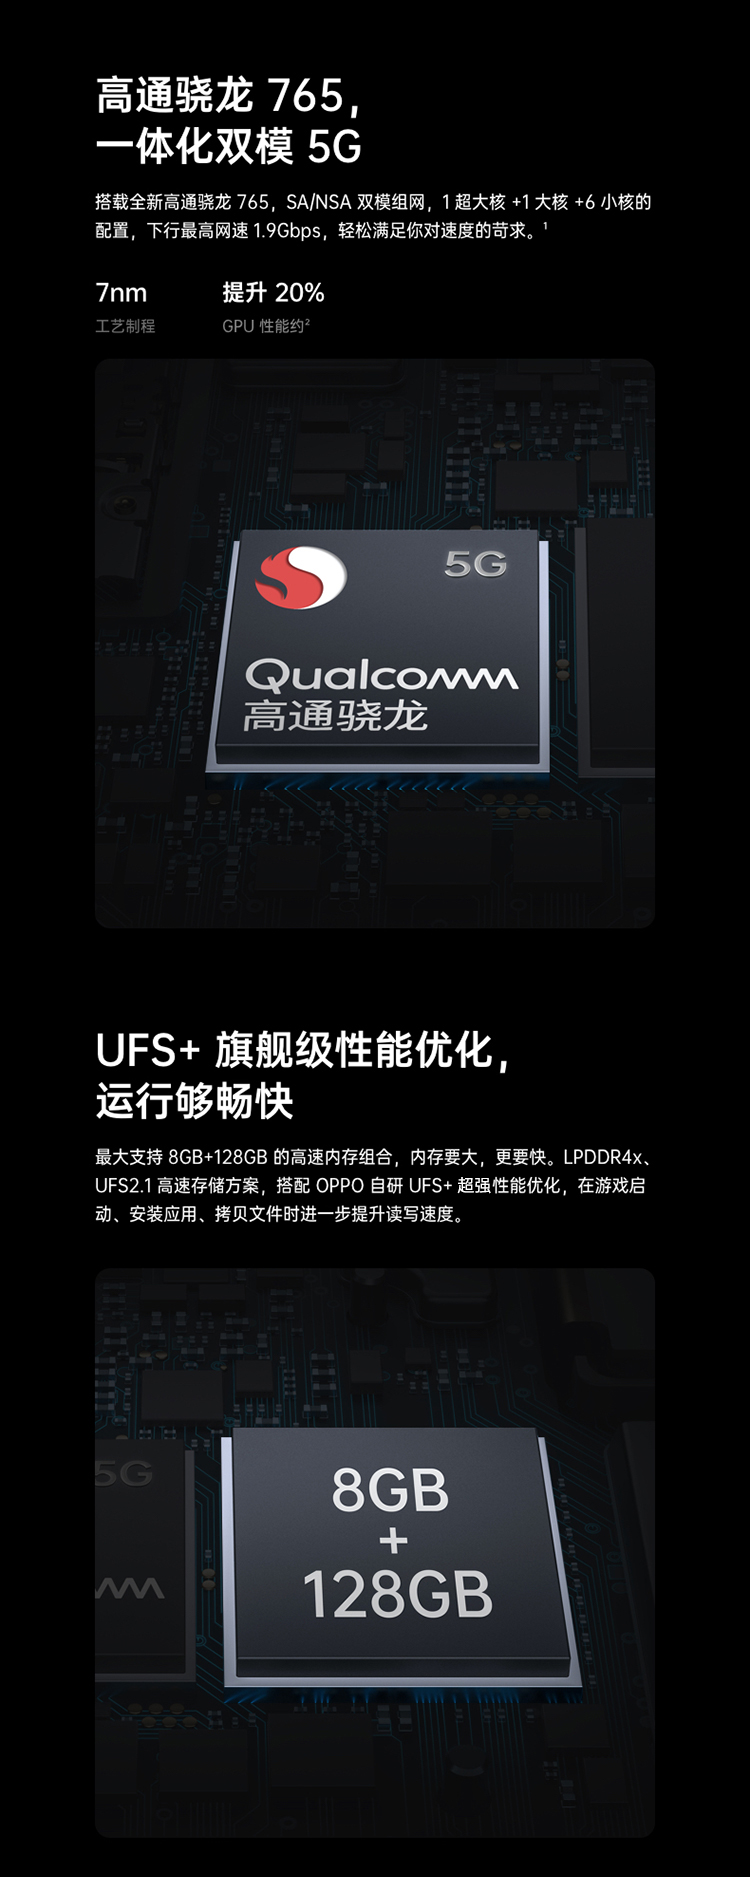 高通骁龙 765，
一体化双模 5G
搭载全新高通骁龙 765，SA/NSA 双模组网，1 超大核 +1 大核 +6 小核的
配置，下行最高网速 1.9Gbps，轻松满足你对速度的苛求。¹
7nm 提升 20%
工艺制程 GPU 性能约²
5G
Qualcomm
高通骁龙
UFS+ 旗舰级性能优化，
运行够畅快
最大支持 8GB+128GB 的高速内存组合，内存要大，更要快。LPDDR4x、
UFS2.1 高速存储方案，搭配 OPPO 自研 UFS+ 超强性能优化，在游戏启
动、安装应用、拷贝文件时进一步提升读写速度。
5G
8GB
+
128GB